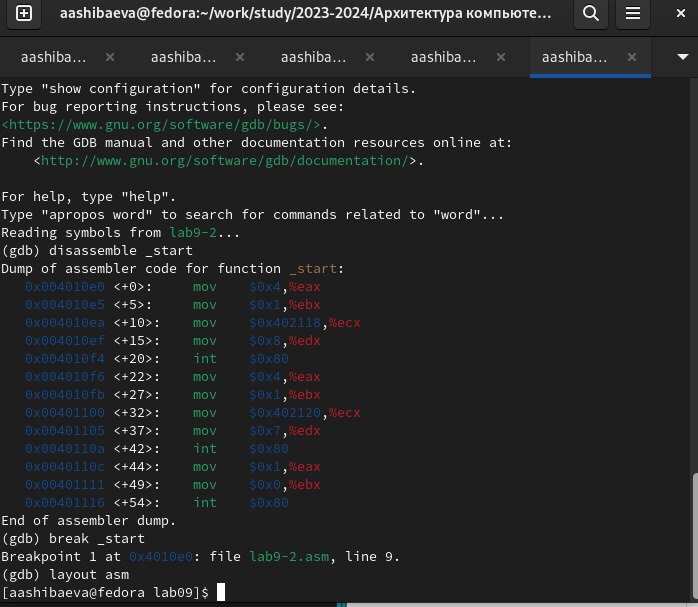 aashibaeva@fedora:~/work/study/2023-2024/Архитектура компьюте...
aashiba... aashiba... aashiba... aashiba... aashiba...
Type "show configuration" for configuration details.
For bug reporting instructions, please see:
<https://www.gnu.org/software/gdb/bugs/>.
Find the GDB manual and other documentation resources online at:
    <http://www.gnu.org/software/gdb/documentation/>.

For help, type "help".
Type "apropos word" to search for commands related to "word"...
Reading symbols from lab9-2...
(gdb) disassemble _start
Dump of assembler code for function _start:
   0x004010e0 <+0>:     mov    $0x4,%eax
   0x004010e5 <+5>:     mov    $0x1,%ebx
   0x004010ea <+10>:    mov    $0x402118,%ecx
   0x004010ef <+15>:    mov    $0x8,%edx
   0x004010f4 <+20>:    int    $0x80
   0x004010f6 <+22>:    mov    $0x4,%eax
   0x004010fb <+27>:    mov    $0x1,%ebx
   0x00401100 <+32>:    mov    $0x402120,%ecx
   0x00401105 <+37>:    mov    $0x7,%edx
   0x0040110a <+42>:    int    $0x80
   0x0040110c <+44>:    mov    $0x1,%eax
   0x00401111 <+49>:    mov    $0x0,%ebx
   0x00401116 <+54>:    int    $0x80
End of assembler dump.
(gdb) break _start
Breakpoint 1 at 0x4010e0: file lab9-2.asm, line 9.
(gdb) layout asm
[aashibaeva@fedora lab09]$